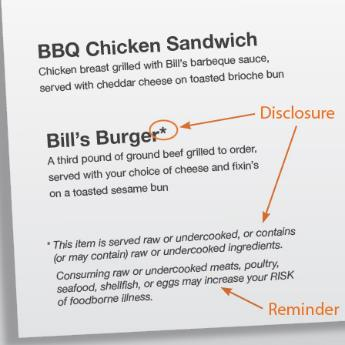 BBQ Chicken Sandwich
Chicken breast grilled with Bill's barbeque sauce,
served with cheddar cheese on toasted brioche bun
Disclosure
Bill's Burger*
A third pound of ground beef grilled to order,
served with your choice of cheese and fixin's
on a toasted sesame bun
* This item is served raw or undercooked, or contains
(or may contain) raw or undercooked ingredients.
Consuming raw or undercooked meats, poultry,
seafood, shellfish, or eggs may increase your RISK
of foodborne illness.
Reminder